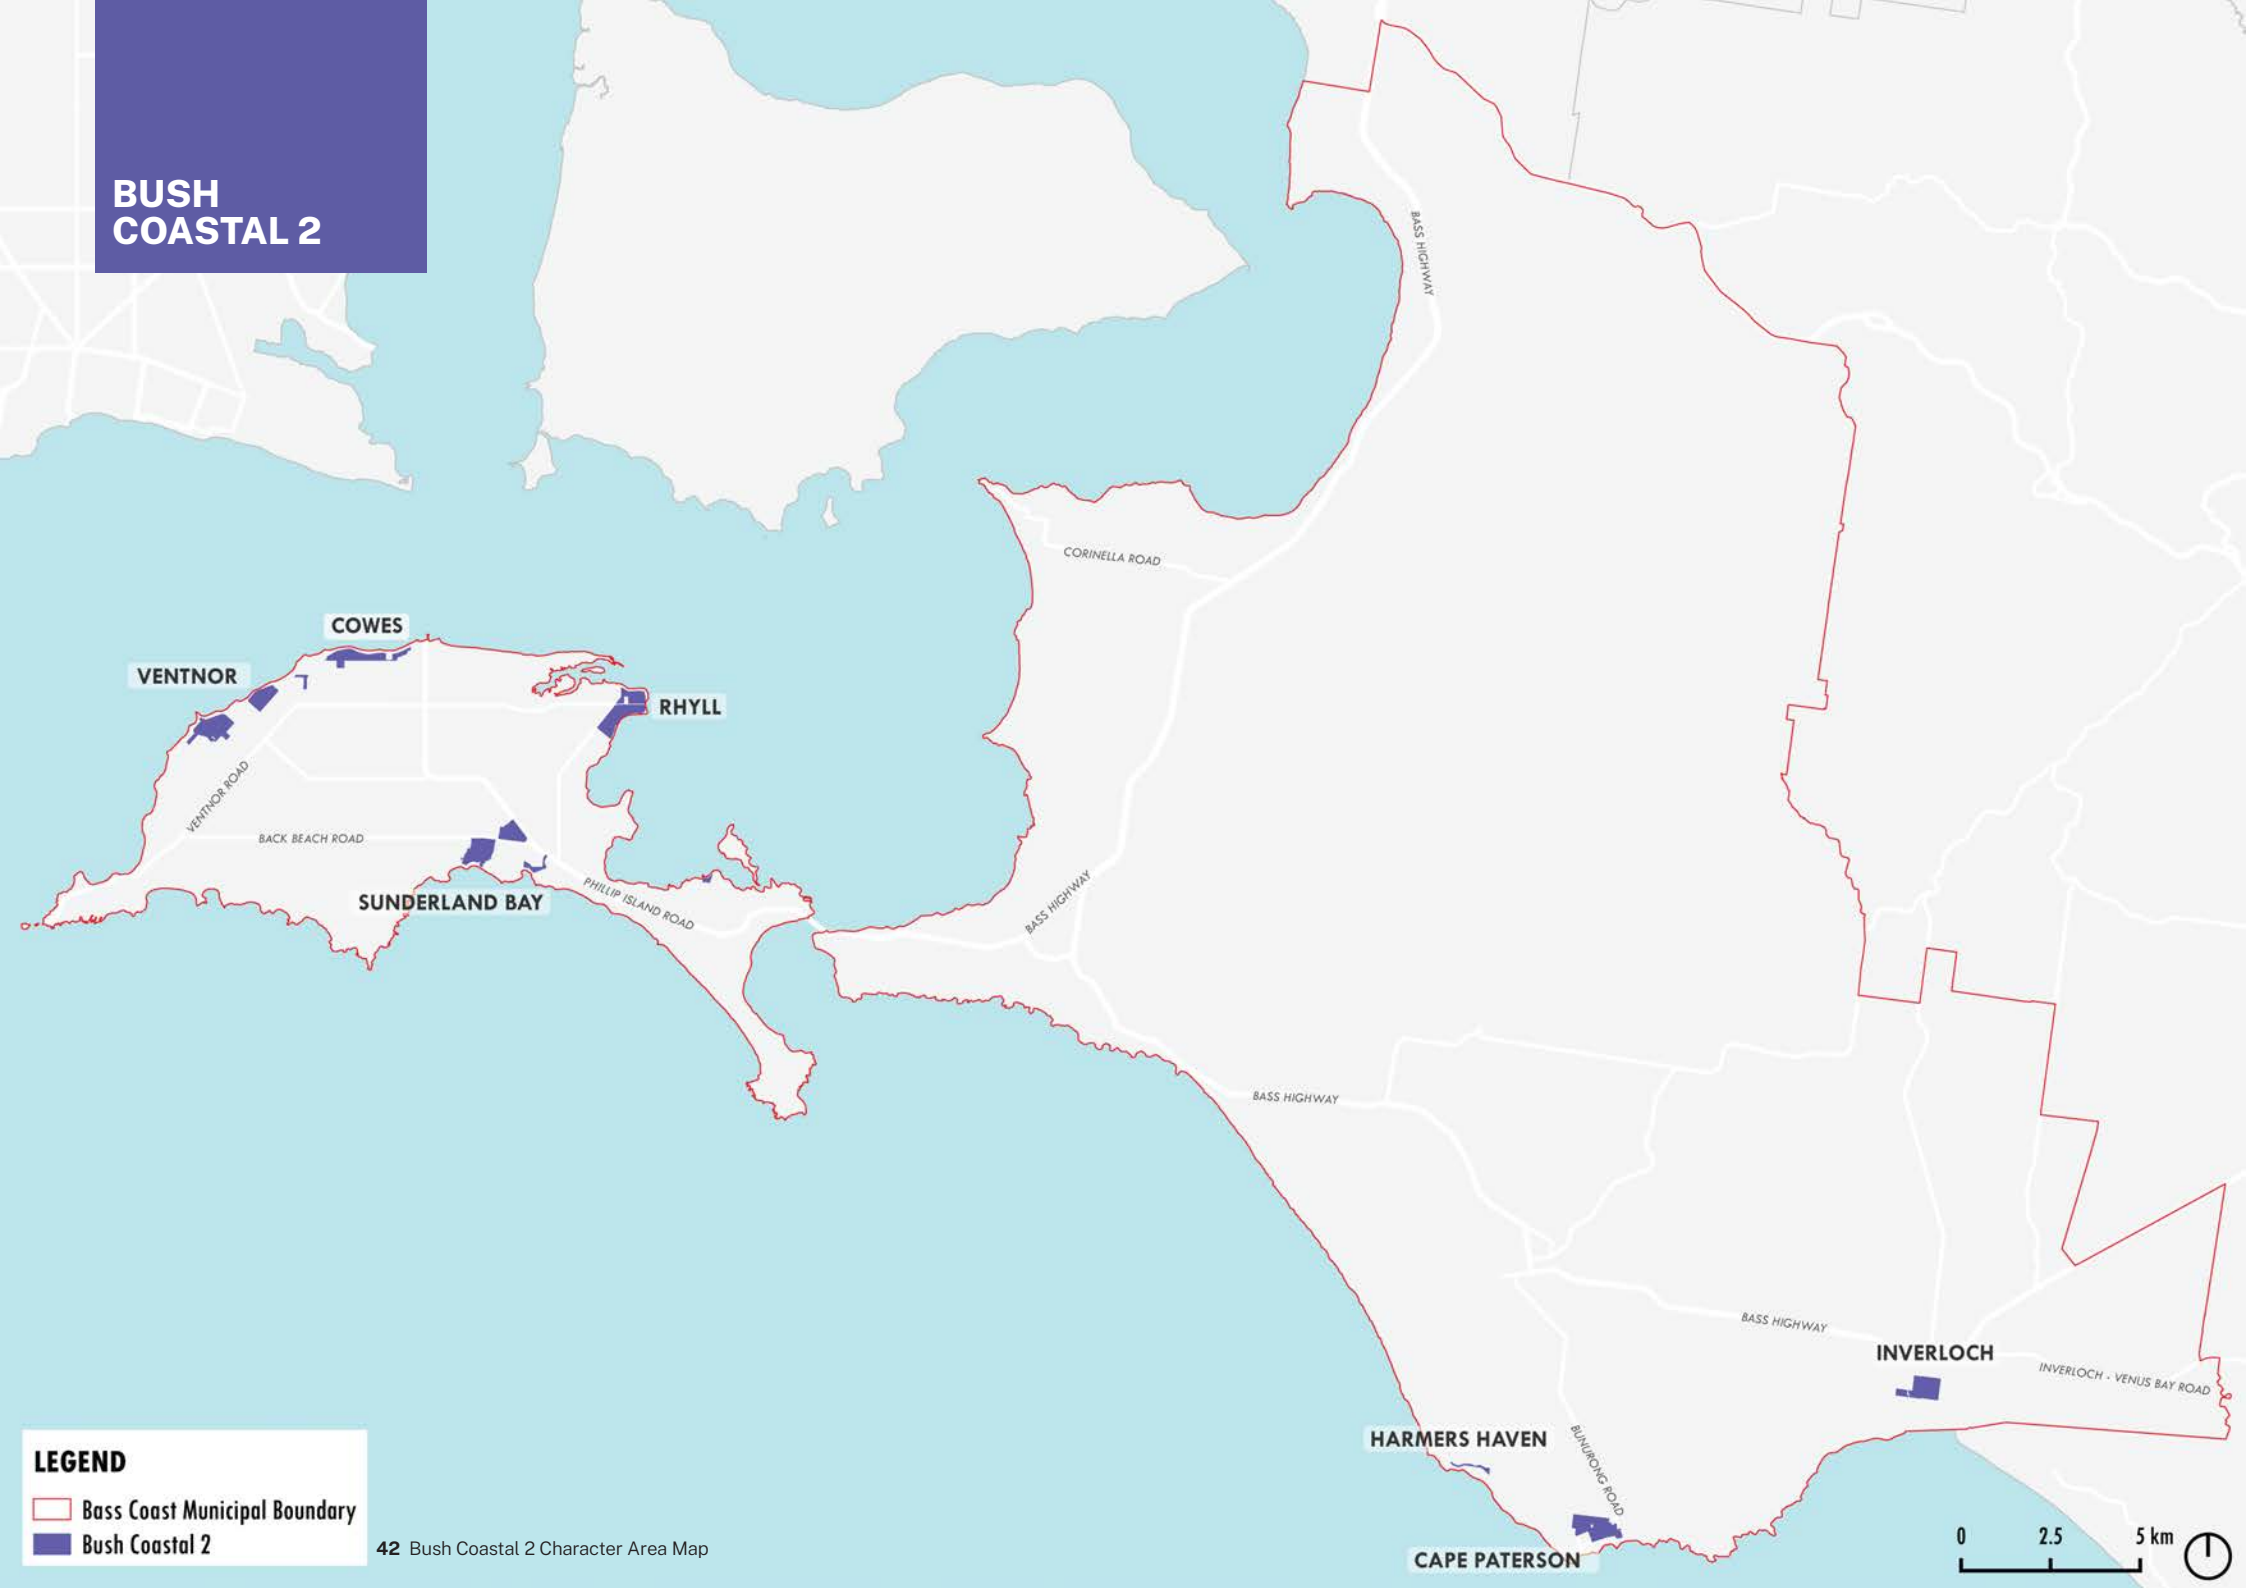 BUSH
COASTAL 2
BASS HIGHWAY
CORINELLA ROAD
COWES
VENTNOR
RHYLL
VENTNOR ROAD
BACK BEACH ROAD
SUNDERLAND BAY
PHILLIP ISLAND ROAD
BASS HIGHWAY
BASS HIGHWAY
BASS HIGHWAY
INVERLOCH
INVERLOCH - VENUS BAY ROAD
HARMERS HAVEN
BUNURONG ROAD
CAPE PATERSON
LEGEND
Bass Coast Municipal Boundary
Bush Coastal 2
42 Bush Coastal 2 Character Area Map
0 2.5 5 km